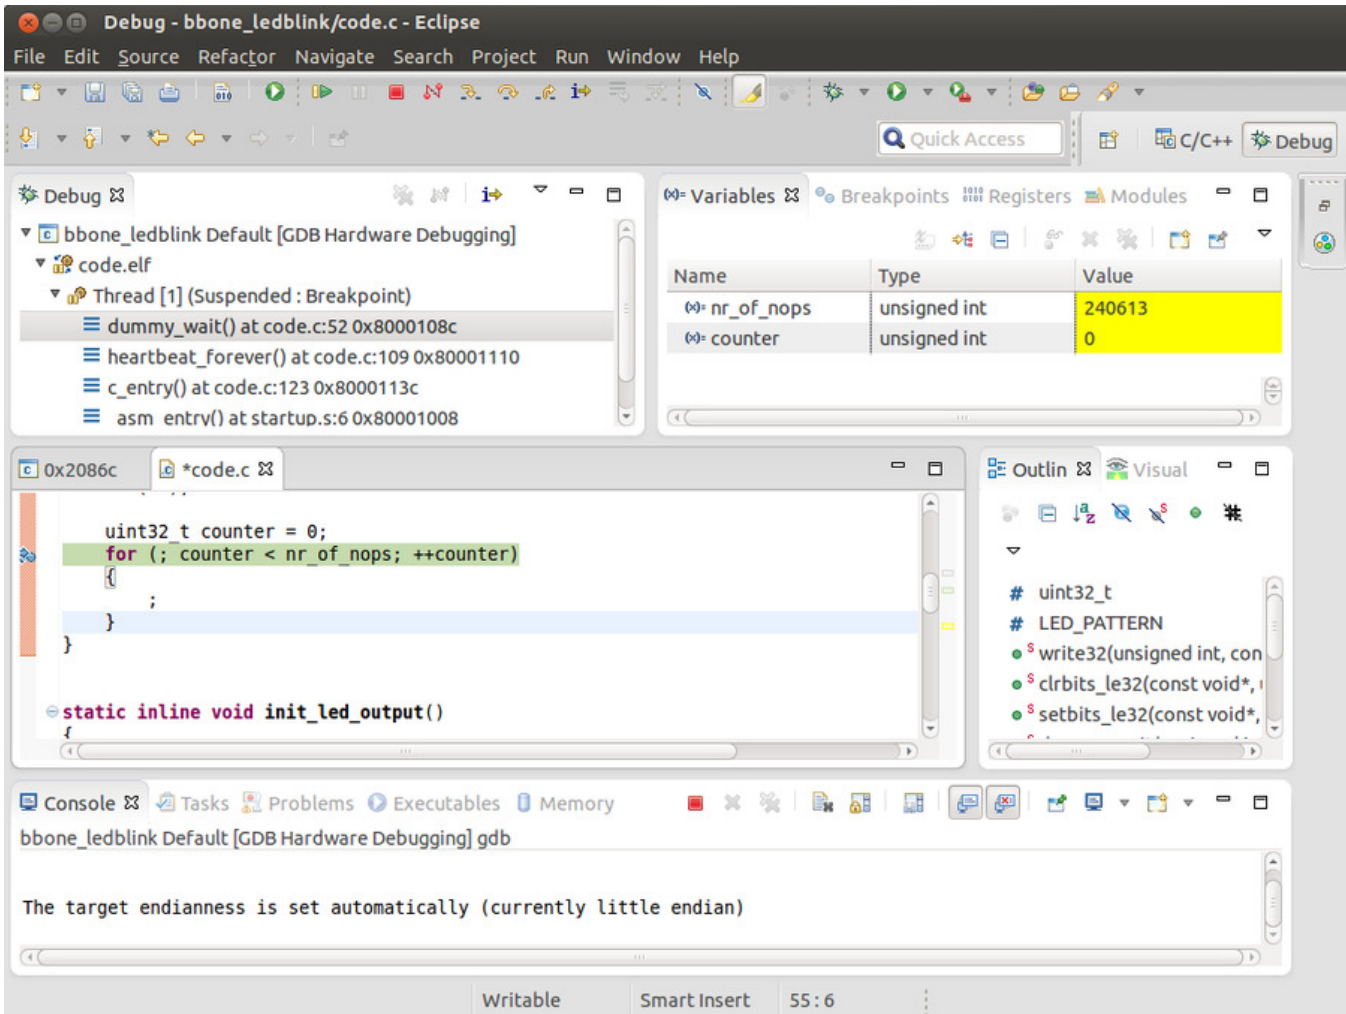 Debug - bbone_ledblink/code.c - Eclipse
File Edit Source Refactor Navigate Search Project Run Window Help
Quick Access
C/C++
Debug
Debug
Variables Breakpoints Registers Modules
bbone_ledblink Default [GDB Hardware Debugging]
code.elf
Thread [1] (Suspended : Breakpoint)
dummy_wait() at code.c:52 0x8000108c
heartbeat_forever() at code.c:109 0x80001110
c_entry() at code.c:123 0x8000113c
_asm_entry() at startup.s:6 0x80001008
Name Type Value
nr_of_nops unsigned int 240613
counter unsigned int 0
0x2086c *code.c
uint32_t counter = 0;
for (; counter < nr_of_nops; ++counter)
{
;
}
}
static inline void init_led_output()
{
Outlin Visual
uint32_t
LED_PATTERN
write32(unsigned int, con
clrbits_le32(const void*,
setbits_le32(const void*,
Console Tasks Problems Executables Memory
bbone_ledblink Default [GDB Hardware Debugging] gdb
The target endianness is set automatically (currently little endian)
Writable Smart Insert 55 : 6